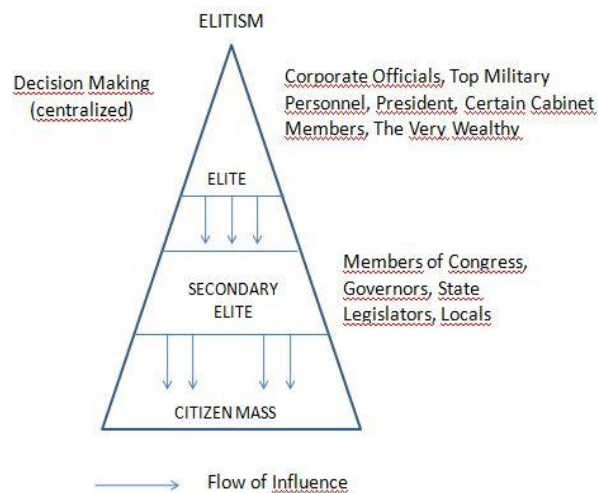 ELITISM
Decision Making
(centralized)
Corporate Officials, Top Military
Personnel, President, Certain Cabinet
Members, The Very Wealthy
ELITE
Members of Congress,
Governors, State
Legislators, Locals
SECONDARY
ELITE
CITIZEN MASS
Flow of Influence